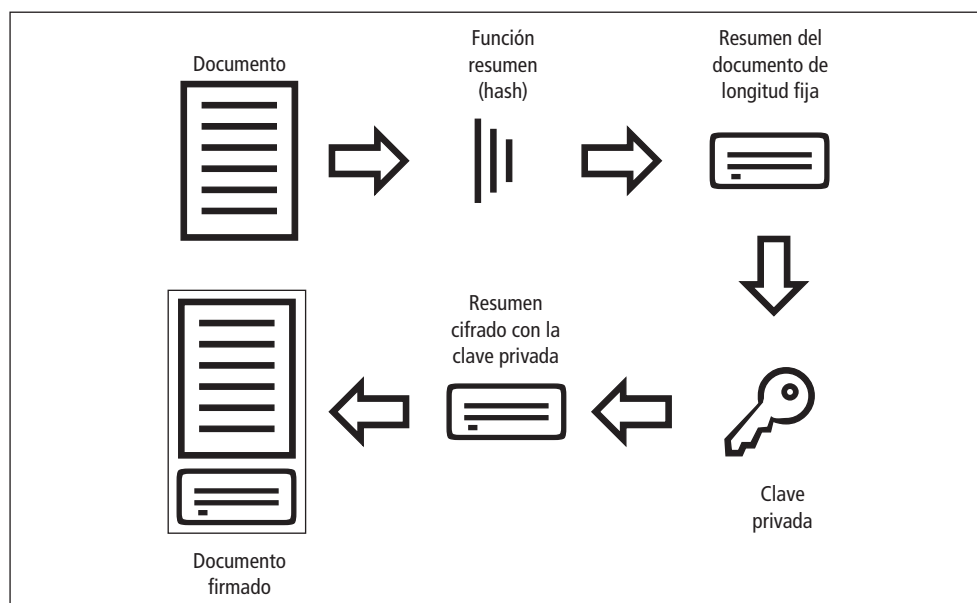 Documento
Función
resumen
(hash)
Resumen del
documento de
longitud fija
Clave
privada
Resumen
cifrado con la
clave privada
Documento
firmado